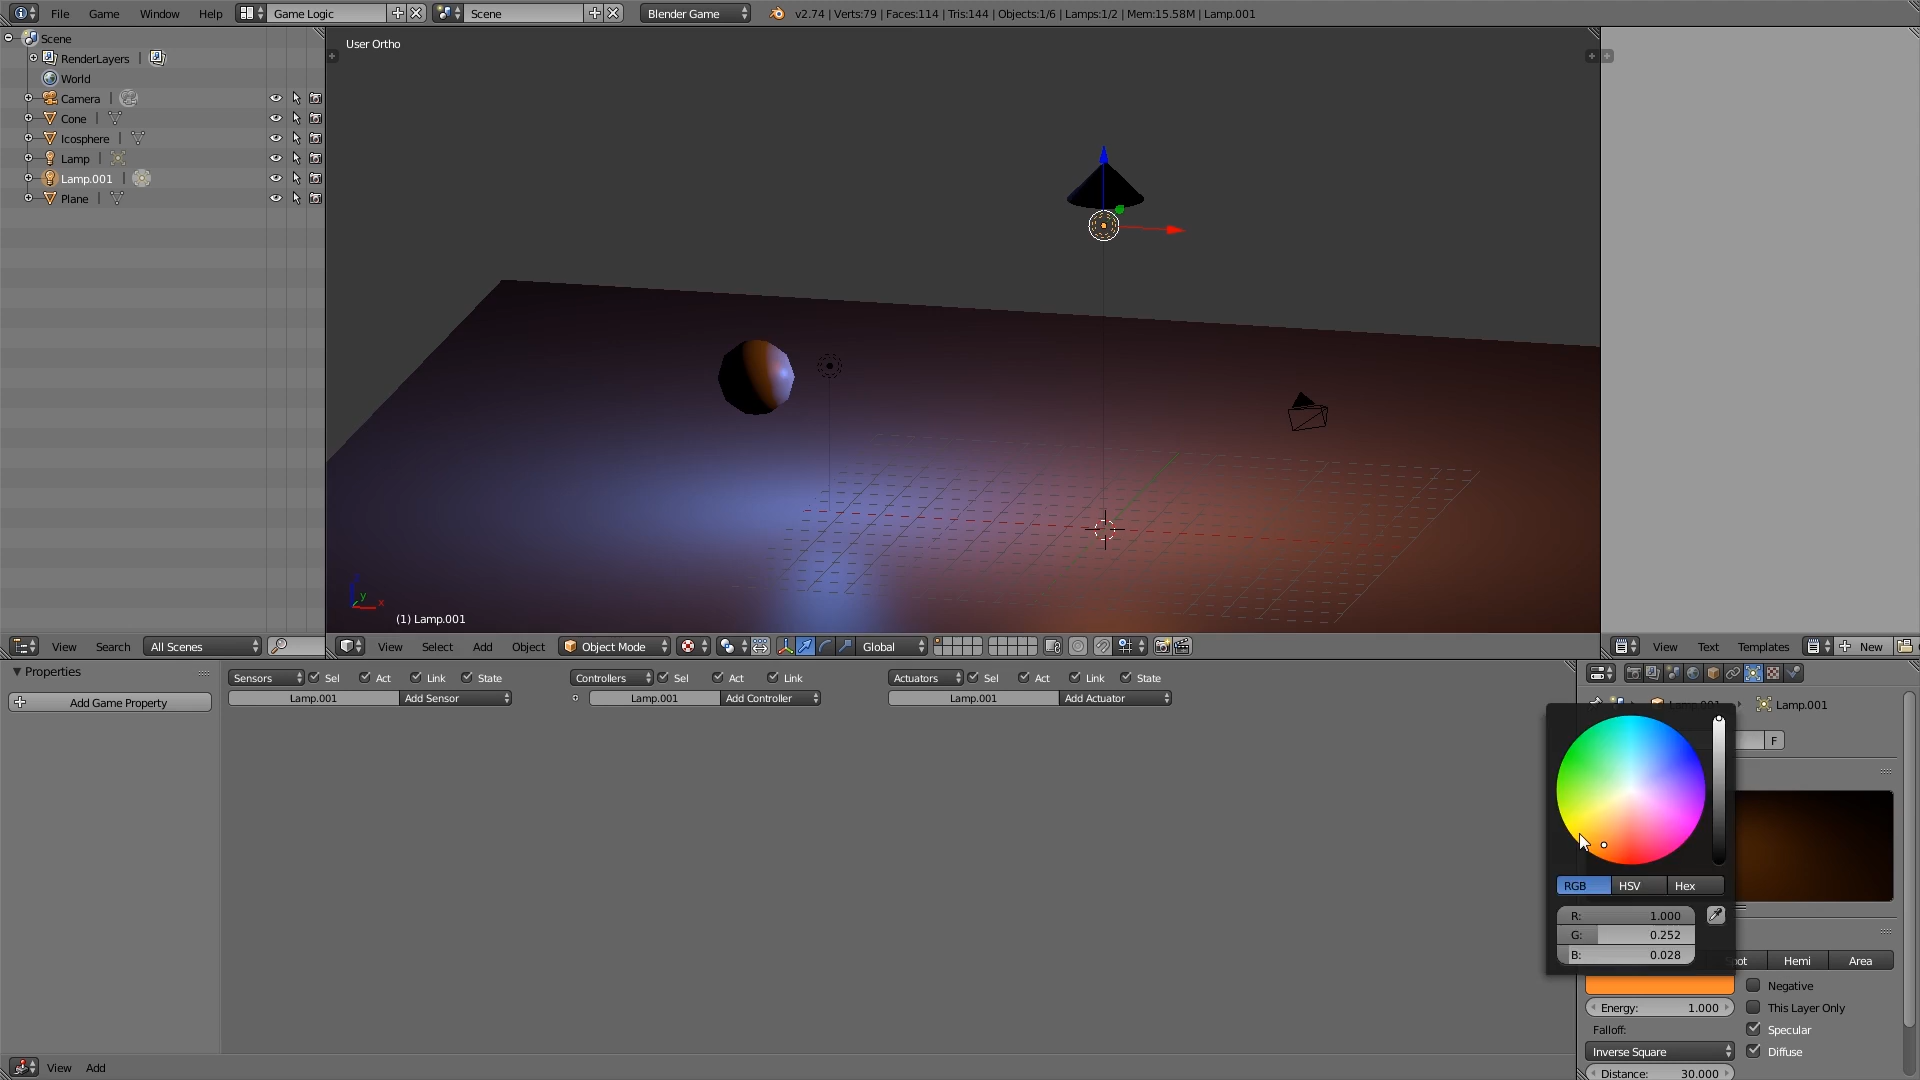 File Game Window Help Game Logic Scene Blender Game v2.74 | Verts:79 | Faces:114 | Tris:144 | Objects:1/6 | Lamps:1/2 | Mem:15.58M | Lamp.001
Scene
RenderLayers
World
Camera
Cone
Icosphere
Lamp
Lamp.001
Plane
User Ortho
y x
(1) Lamp.001
View Search All Scenes
View Select Add Object Object Mode Global
View Text Templates New
Properties
Add Game Property
Sensors Sel Act Link State
Lamp.001 Add Sensor
Controllers Sel Act Link
Lamp.001 Add Controller
Actuators Sel Act Link State
Lamp.001 Add Actuator
Lamp.001 Lamp.001
F
RGB HSV Hex
R: 1.000
G: 0.252
B: 0.028
Hemi Area
Negative
Energy: 1.000 This Layer Only
Falloff: Specular
Inverse Square Diffuse
Distance: 30.000
View Add